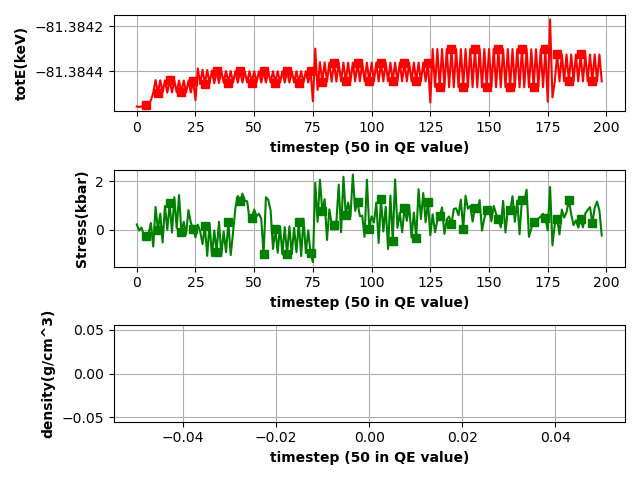 totE(keV)
−81.3842
−81.3844
0 25 50 75 100 125 150 175 200
timestep (50 in QE value)
Stress(kbar)
2
0
0 25 50 75 100 125 150 175 200
timestep (50 in QE value)
density(g/cm^3)
0.05
0.00
−0.05
−0.04 −0.02 0.00 0.02 0.04
timestep (50 in QE value)